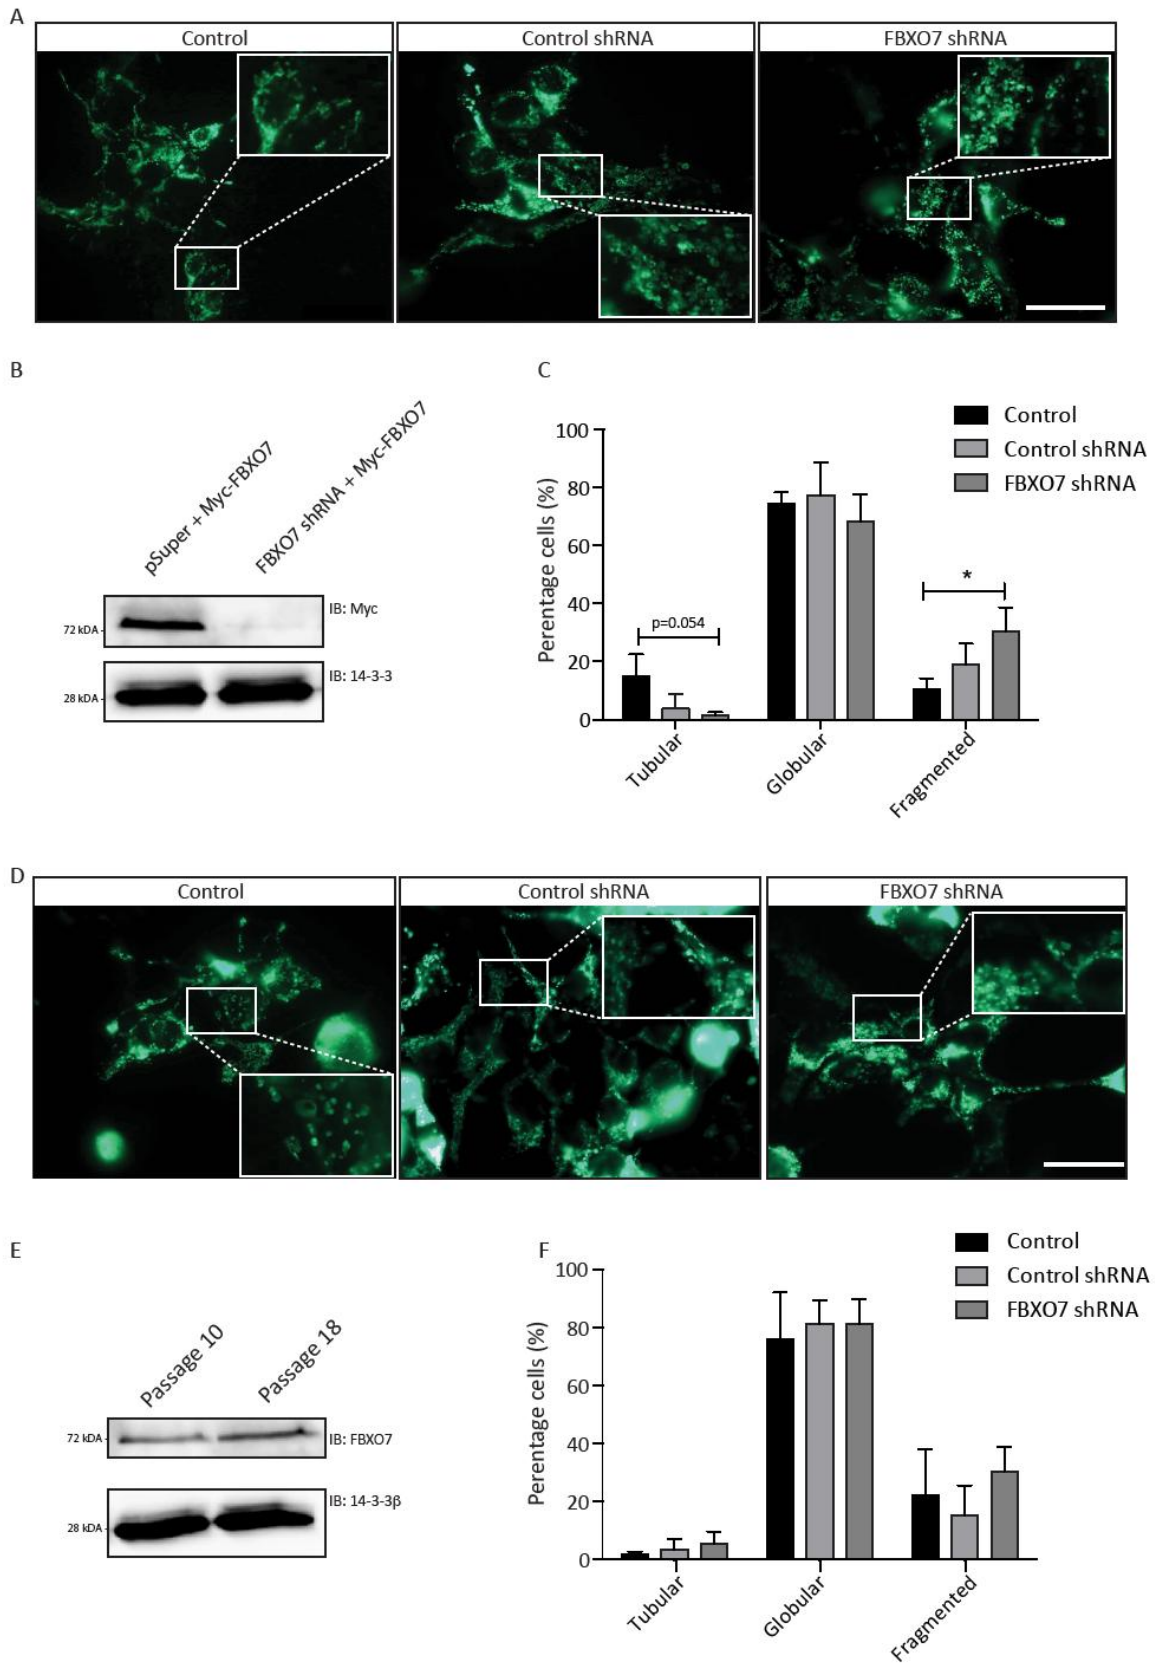 A
Control
Control shRNA
FBXO7 shRNA
B
pSuper + Myc-FBXO7
FBXO7 shRNA + Myc-FBXO7
72 kDA
IB: Myc
28 kDA
IB: 14-3-3
C
Control
Control shRNA
FBXO7 shRNA
Perentage cells (%)
100
80
60
40
20
0
p=0.054
*
Tubular
Globular
Fragmented
D
Control
Control shRNA
FBXO7 shRNA
E
Passage 10
Passage 18
72 kDA
IB: FBXO7
28 kDA
IB: 14-3-3β
F
Control
Control shRNA
FBXO7 shRNA
Perentage cells (%)
100
80
60
40
20
0
Tubular
Globular
Fragmented